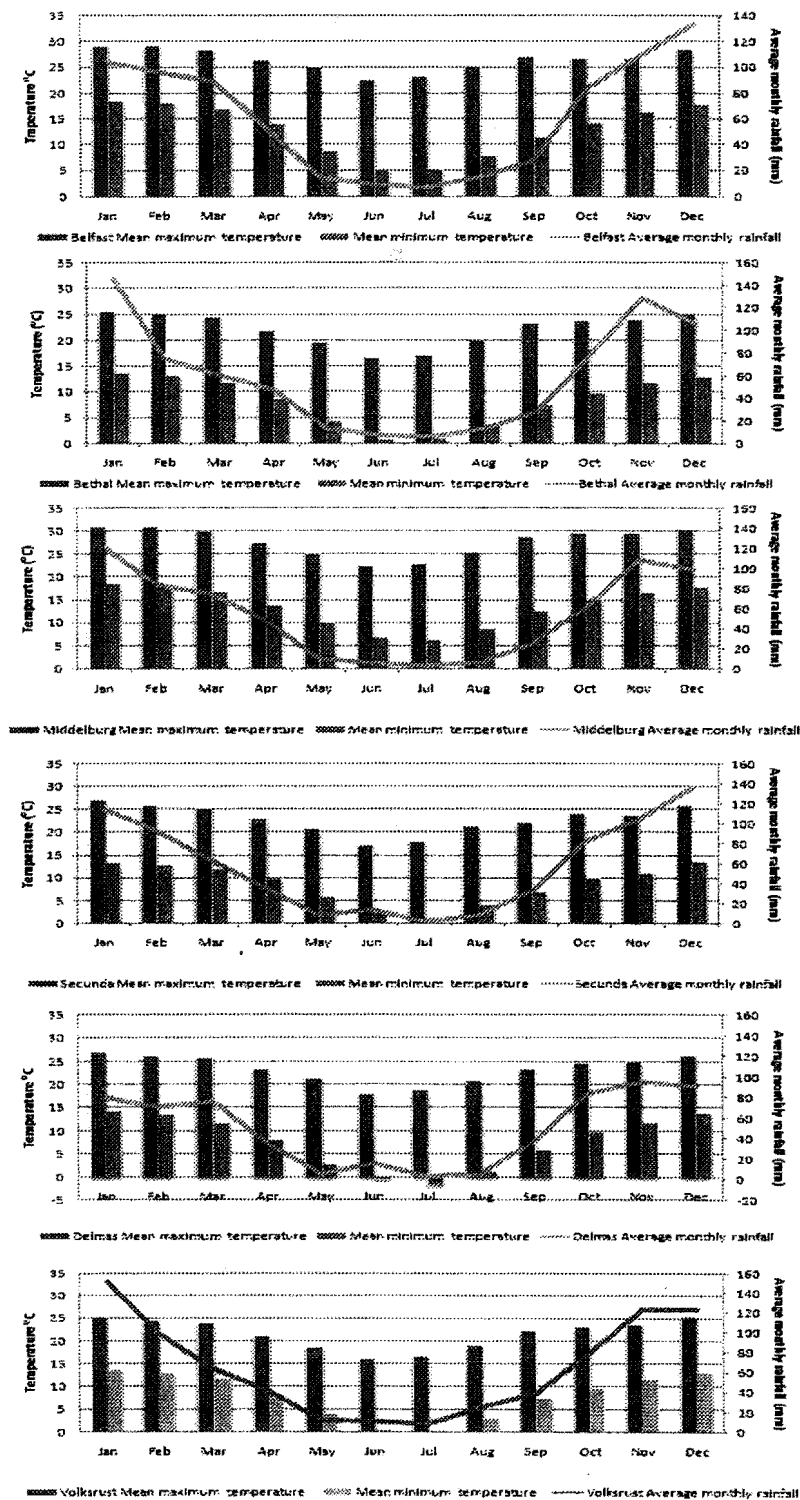 Tmperature °C
Average monthly rainfall (mm)
35 30 25 20 15 10 5 0
140 120 100 80 60 40 20 0
Jan Feb Mar Apr May Jun Jul Aug Sep Oct Nov Dec
Belfast Mean maximum temperature Mean minimum temperature Belfast Average monthly rainfall
Temperature (°C)
Average monthly rainfall (mm)
35 30 25 20 15 10 5 0
160 140 120 100 80 60 40 20 0
Jan Feb Mar Apr May Jun Jul Aug Sep Oct Nov Dec
Bethal Mean maximum temperature Mean minimum temperature Bethal Average monthly rainfall
Temperature (°C)
Average monthly rainfall (mm)
35 30 25 20 15 10 5 0
160 140 120 100 80 60 40 20 0
Jan Feb Mar Apr May Jun Jul Aug Sep Oct Nov Dec
Middelburg Mean maximum temperature Mean minimum temperature Middelburg Average monthly rainfall
Temperature (°C)
Average monthly rainfall (mm)
35 30 25 20 15 10 5 0
160 140 120 100 80 60 40 20 0
Jan Feb Mar Apr May Jun Jul Aug Sep Oct Nov Dec
Secunda Mean maximum temperature Mean minimum temperature Secunda Average monthly rainfall
Temperature °C
Average monthly rainfall (mm)
35 30 25 20 15 10 5 0 -5
160 140 120 100 80 60 40 20 0 -20
Jan Feb Mar Apr May Jun Jul Aug Sep Oct Nov Dec
Delmas Mean maximum temperature Mean minimum temperature Delmas Average monthly rainfall
Temperature °C
Average monthly rainfall (mm)
35 30 25 20 15 10 5 0
160 140 120 100 80 60 40 20 0
Jan Feb Mar Apr May Jun Jul Aug Sep Oct Nov Dec
Volksrust Mean maximum temperature Mean minimum temperature Volksrust Average monthly rainfall